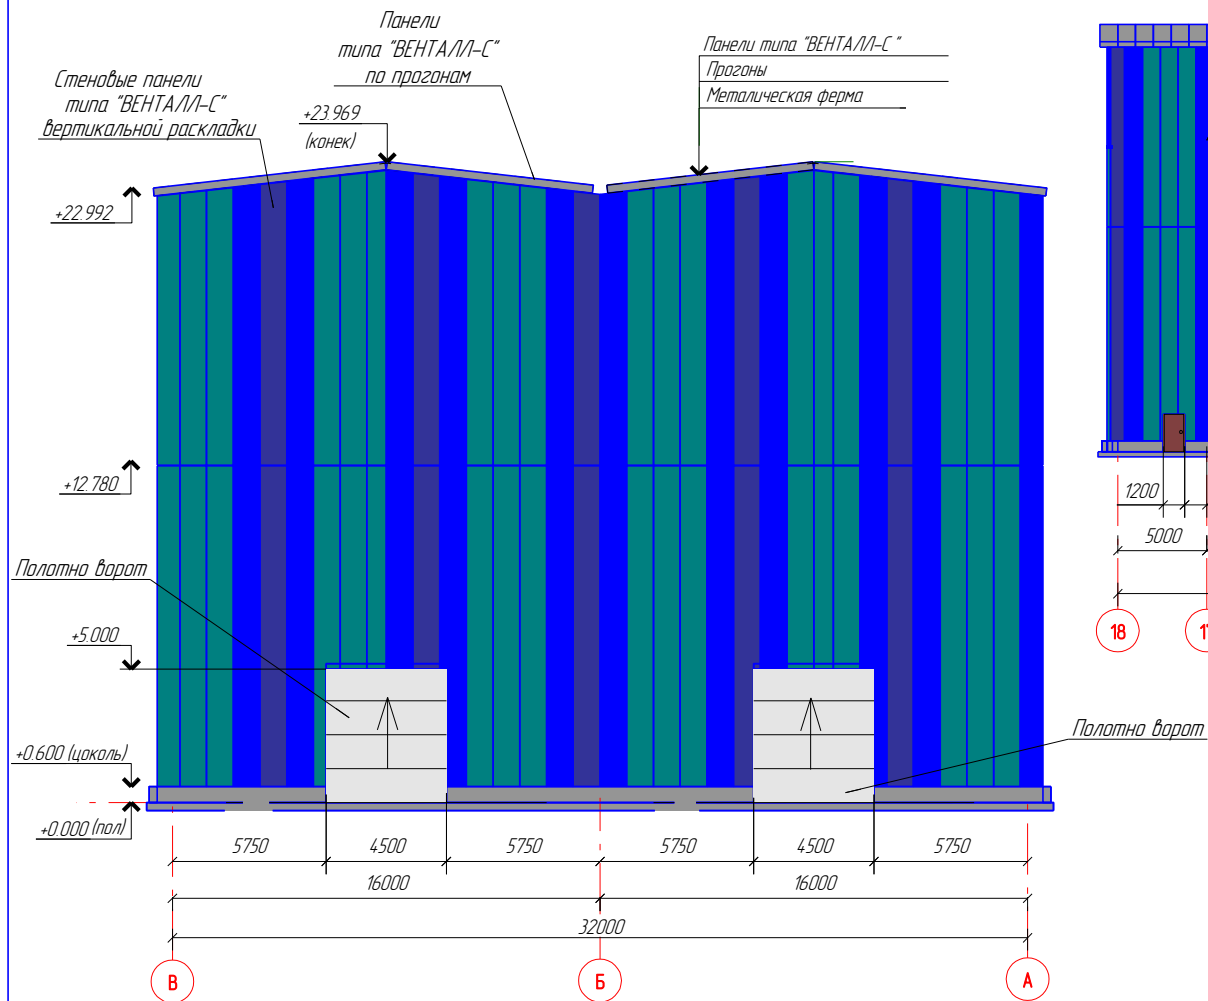 Панели
типа "ВЕНТАЛЛ-С"
по прогонам
Панели типа "ВЕНТАЛЛ-С "
Прогоны
Металическая ферма
Стеновые панели
типа "ВЕНТАЛЛ-С"
вертикальной раскладки
+23.969
(конек)
+22.992
+12.780
Полотно ворот
+5.000
+0.600 (цоколь)
+0.000 (пол)
Полотно ворот
5750 4500 5750 5750 4500 5750
16000 16000
32000
В Б А
1200
5000
18